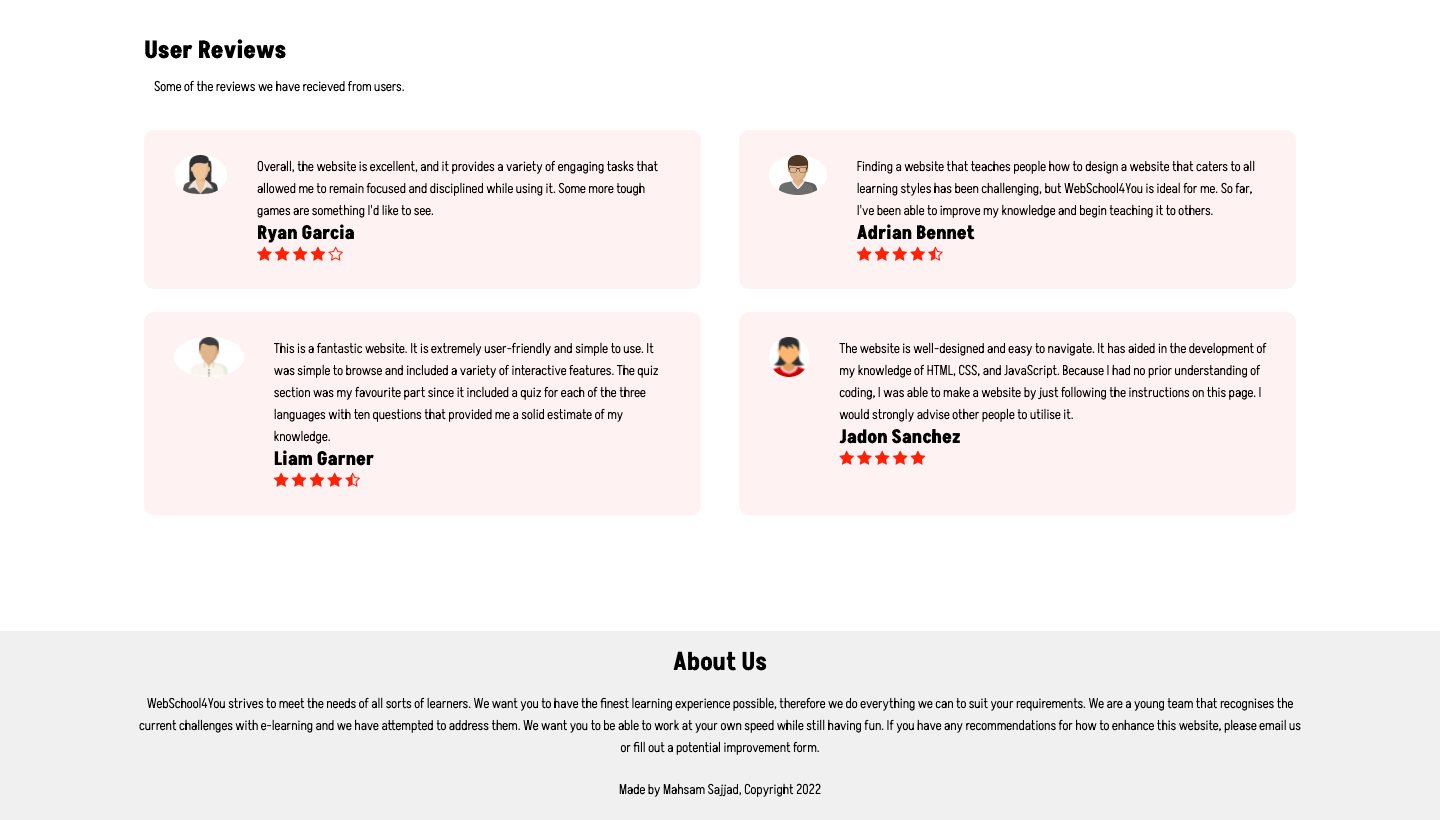 User Reviews
Some of the reviews we have recieved from users.
Overall, the website is excellent, and it provides a variety of engaging tasks that
allowed me to remain focused and disciplined while using it. Some more tough
games are something I'd like to see.
Ryan Garcia
Finding a website that teaches people how to design a website that caters to all
learning styles has been challenging, but WebSchool4You is ideal for me. So far,
I've been able to improve my knowledge and begin teaching it to others.
Adrian Bennet
This is a fantastic website. It is extremely user-friendly and simple to use. It
was simple to browse and included a variety of interactive features. The quiz
section was my favourite part since it included a quiz for each of the three
languages with ten questions that provided me a solid estimate of my
knowledge.
Liam Garner
The website is well-designed and easy to navigate. It has aided in the development of
my knowledge of HTML, CSS, and JavaScript. Because I had no prior understanding of
coding, I was able to make a website by just following the instructions on this page. I
would strongly advise other people to utilise it.
Jadon Sanchez
About Us
WebSchool4You strives to meet the needs of all sorts of learners. We want you to have the finest learning experience possible, therefore we do everything we can to suit your requirements. We are a young team that recognises the
current challenges with e-learning and we have attempted to address them. We want you to be able to work at your own speed while still having fun. If you have any recommendations for how to enhance this website, please email us
or fill out a potential improvement form.
Made by Mahsam Sajjad, Copyright 2022